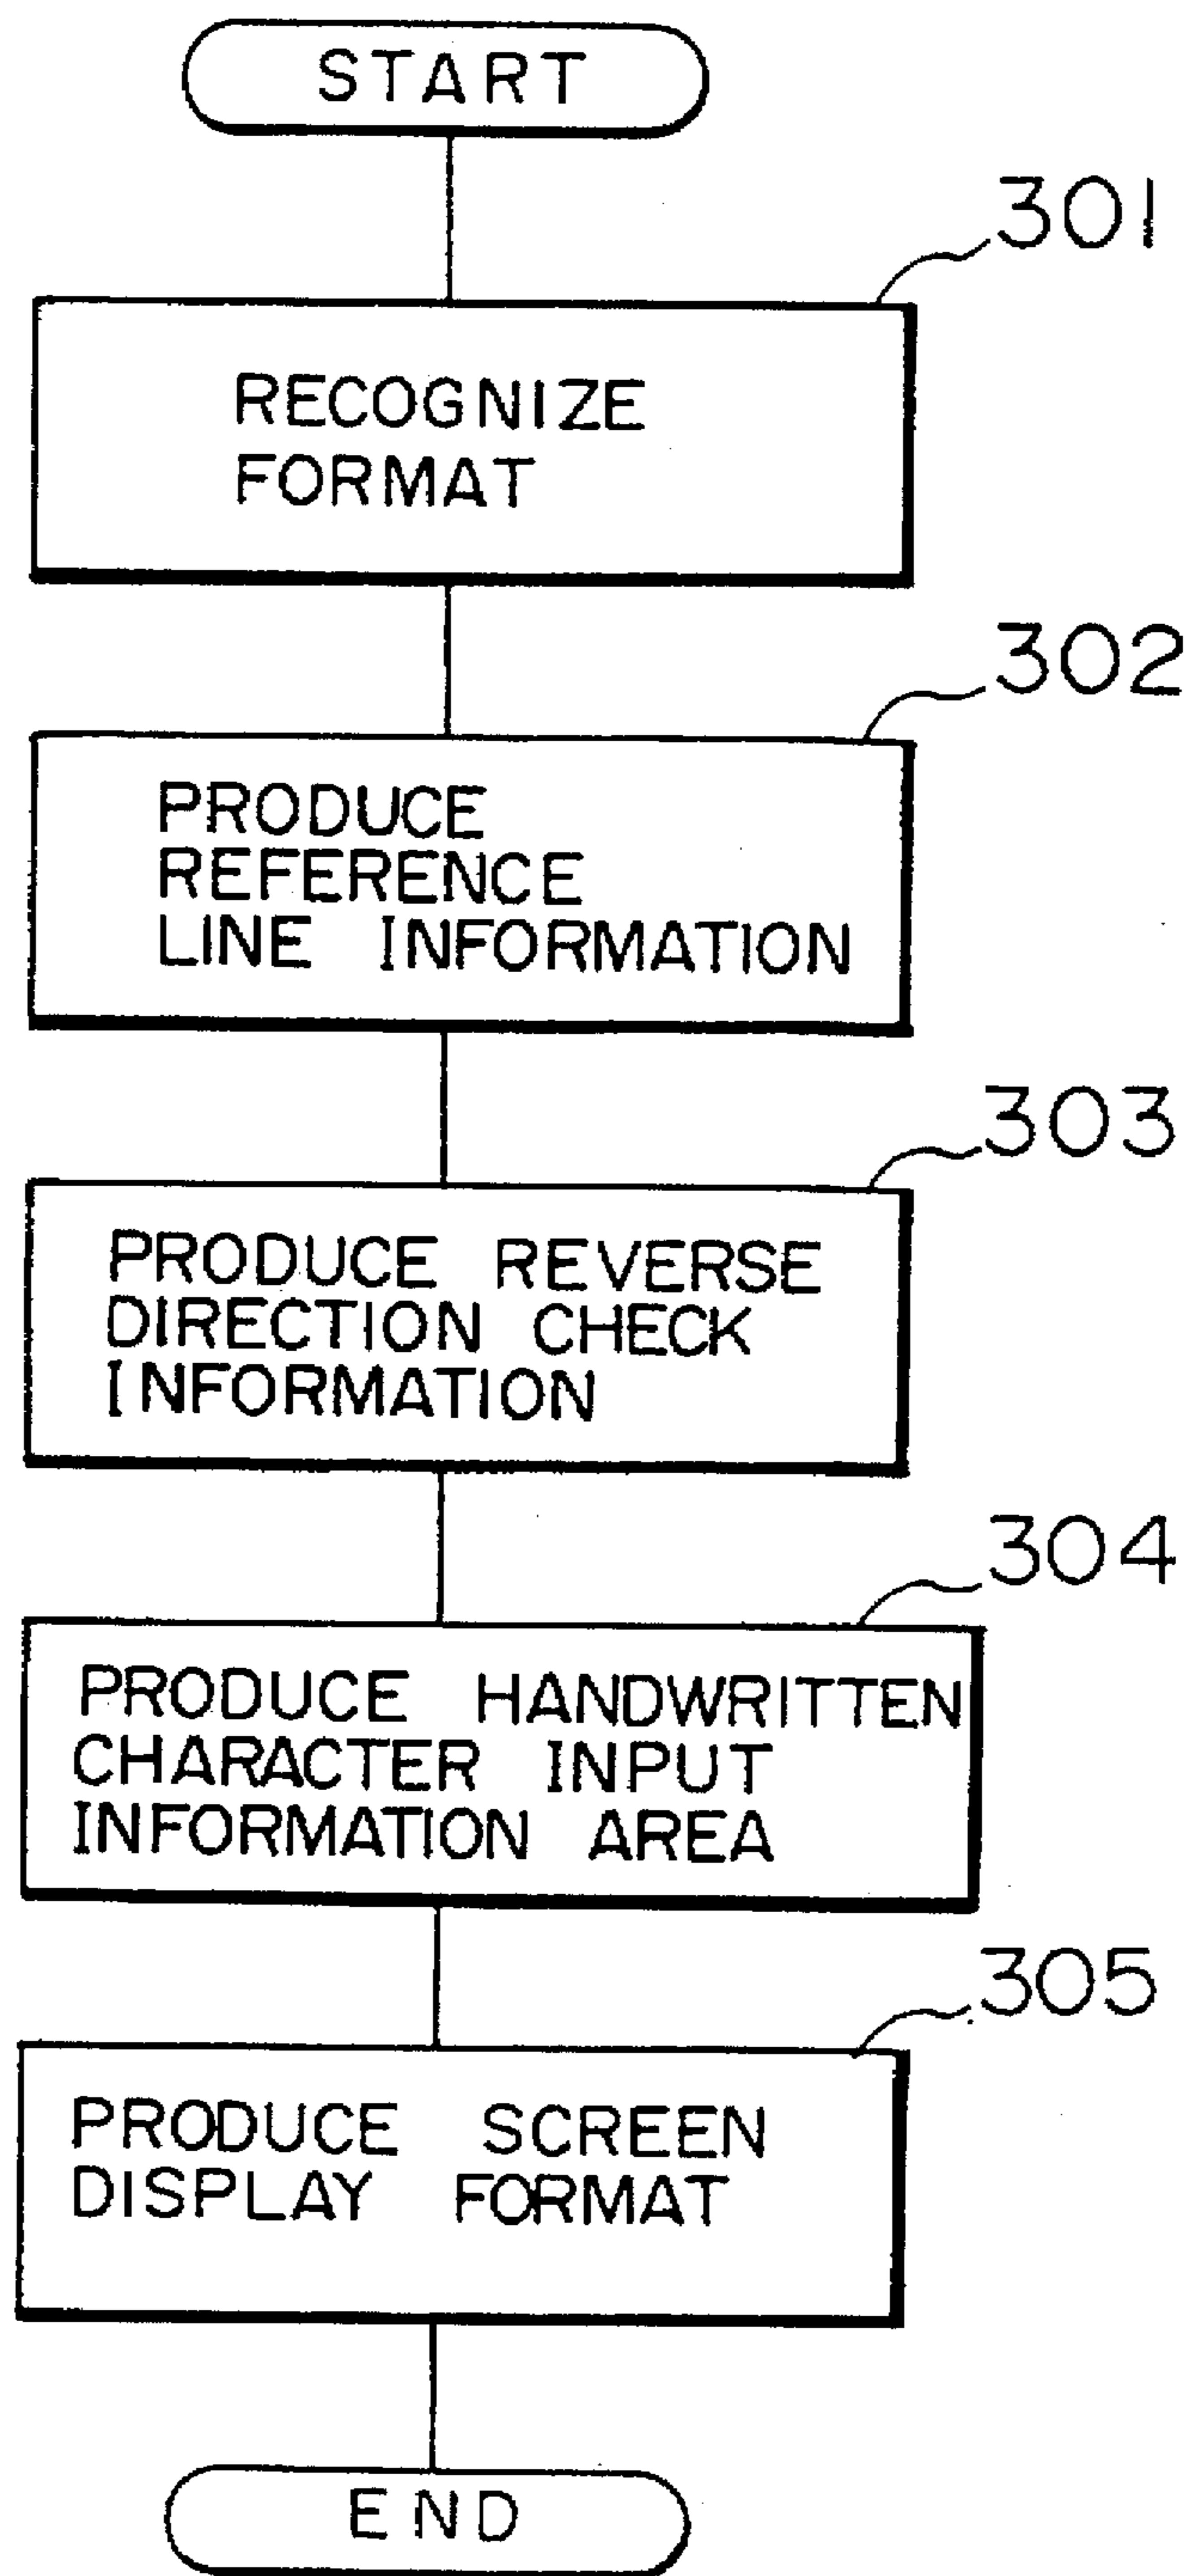 START
301
RECOGNIZE
FORMAT
302
PRODUCE
REFERENCE
LINE INFORMATION
303
PRODUCE REVERSE
DIRECTION CHECK
INFORMATION
304
PRODUCE HANDWRITTEN
CHARACTER INPUT
INFORMATION AREA
305
PRODUCE SCREEN
DISPLAY FORMAT
END